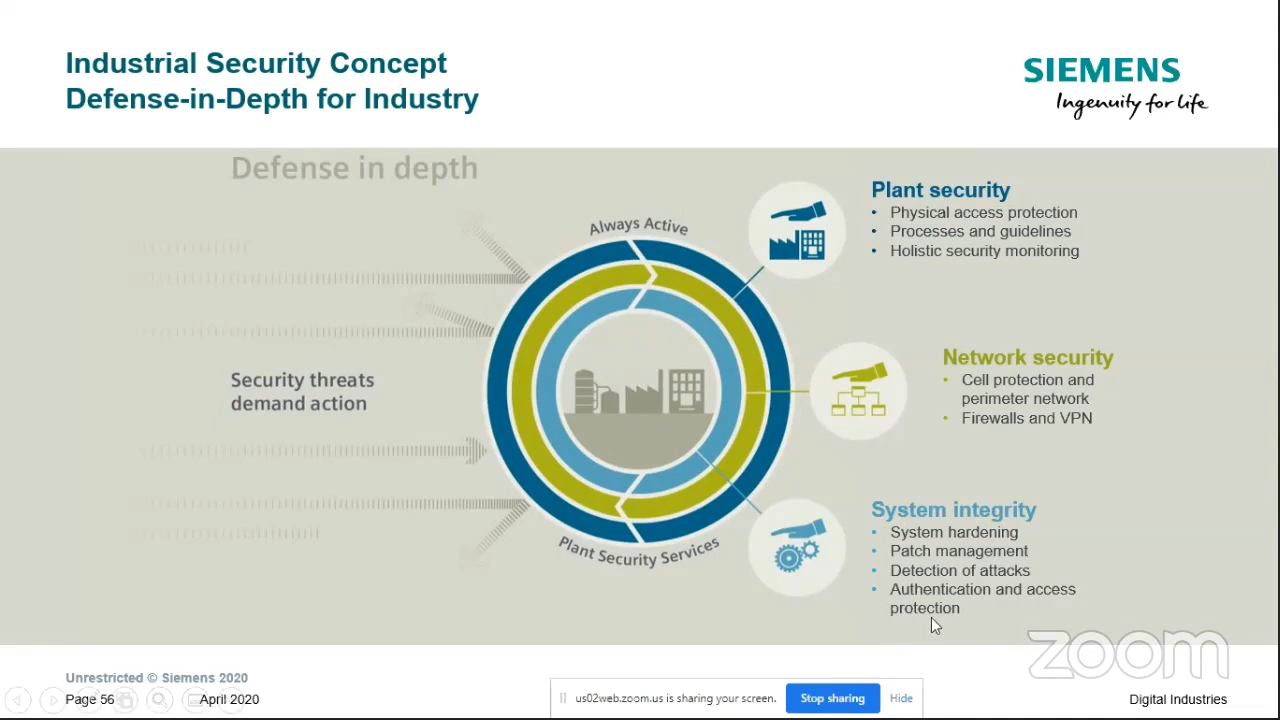 Industrial Security Concept
Defense-in-Depth for Industry
SIEMENS
Ingenuity for life
Defense in depth
Always Active
Security threats
demand action
Plant Security Services
Plant security
• Physical access protection
• Processes and guidelines
• Holistic security monitoring
Network security
• Cell protection and
perimeter network
• Firewalls and VPN
System integrity
• System hardening
• Patch management
• Detection of attacks
• Authentication and access
protection
zoom
Unrestricted © Siemens 2020
Page 56
April 2020
us02web.zoom.us is sharing your screen.
Stop sharing
Hide
Digital Industries